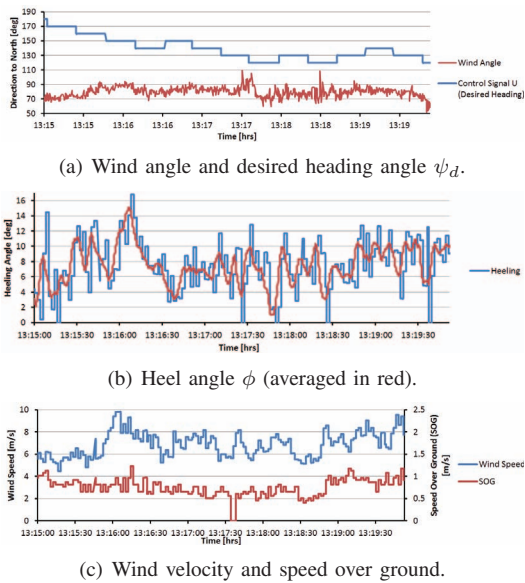 190
170
150
130
110
90
70
50
Direction to North [deg]
13:15 13:15 13:16 13:16 13:17 13:17 13:18 13:18 13:19 13:19
Time [hrs]
Wind Angle
Control Signal U
(Desired Heading)
(a) Wind angle and desired heading angle ψd.
16
14
12
10
8
6
4
2
0
Heeling Angle [deg]
13:15:00 13:15:30 13:16:00 13:16:30 13:17:00 13:17:30 13:18:00 13:18:30 13:19:00 13:19:30
Time [hrs]
Heeling
(b) Heel angle ϕ (averaged in red).
10
8
6
4
2
0
Wind Speed [m/s]
2.5
2
1.5
1
0.5
0
Speed Over Ground (SOG)
[m/s]
13:15:00 13:15:30 13:16:00 13:16:30 13:17:00 13:17:30 13:18:00 13:18:30 13:19:00 13:19:30
Time [hrs]
Wind Speed
SOG
(c) Wind velocity and speed over ground.